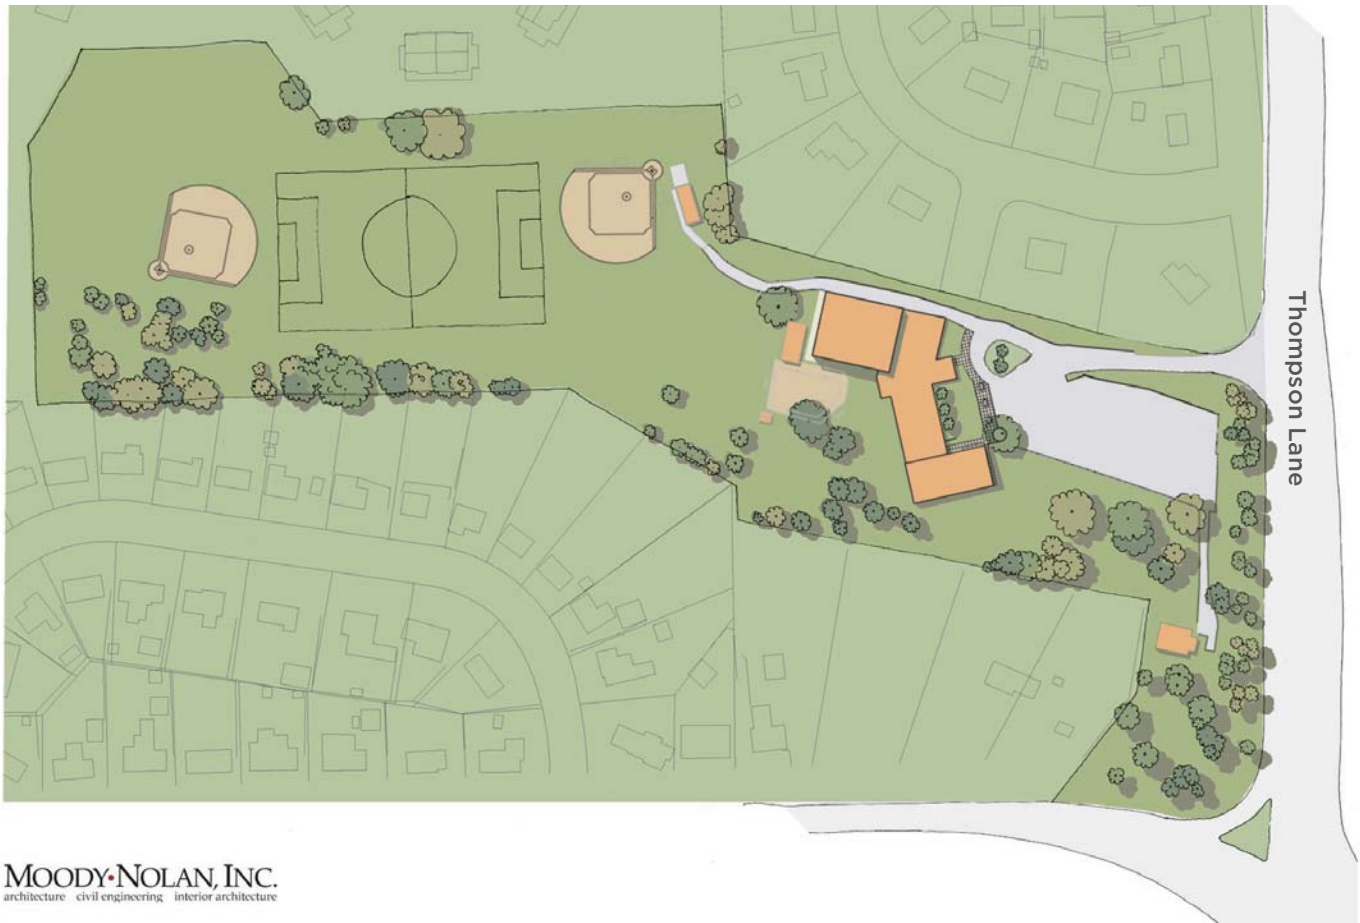 Thompson Lane
MOODY•NOLAN, INC.
architecture civil engineering interior architecture